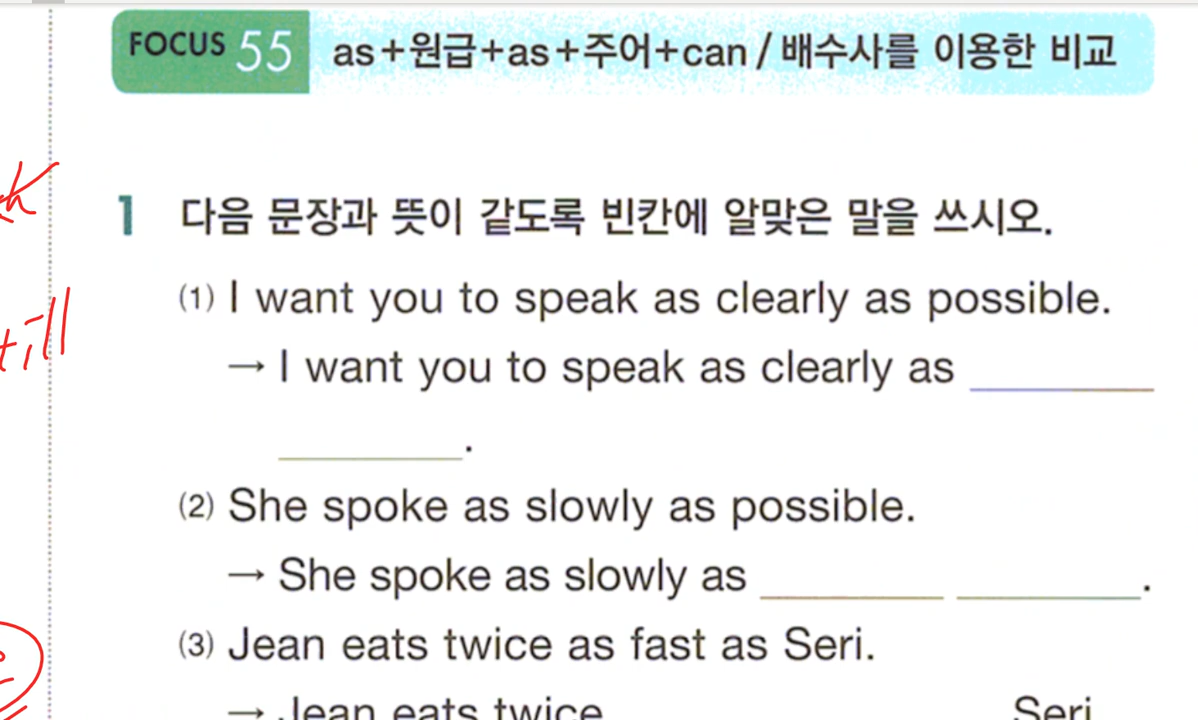 FOCUS 55 as+원급+as+주어+can / 배수사를 이용한 비교
1 다음 문장과 뜻이 같도록 빈칸에 알맞은 말을 쓰시오.
(1) I want you to speak as clearly as possible.
→ I want you to speak as clearly as ________
________.
(2) She spoke as slowly as possible.
→ She spoke as slowly as ________ ________.
(3) Jean eats twice as fast as Seri.
→ Jean eats twice Seri